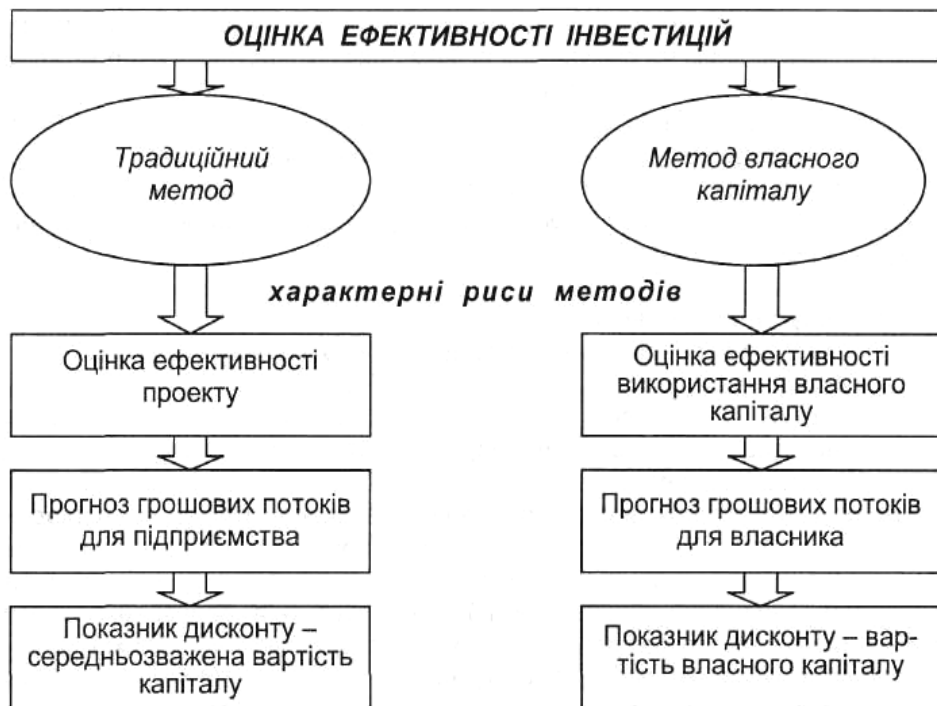 ОЦІНКА ЕФЕКТИВНОСТІ ІНВЕСТИЦІЙ
Традиційний
метод
Метод власного
капіталу
характерні риси методів
Оцінка ефективності
проекту
Оцінка ефективності
використання власного
капіталу
Прогноз грошових потоків
для підприємства
Прогноз грошових потоків
для власника
Показник дисконту –
середньозважена вартість
капіталу
Показник дисконту – вар-
тість власного капіталу